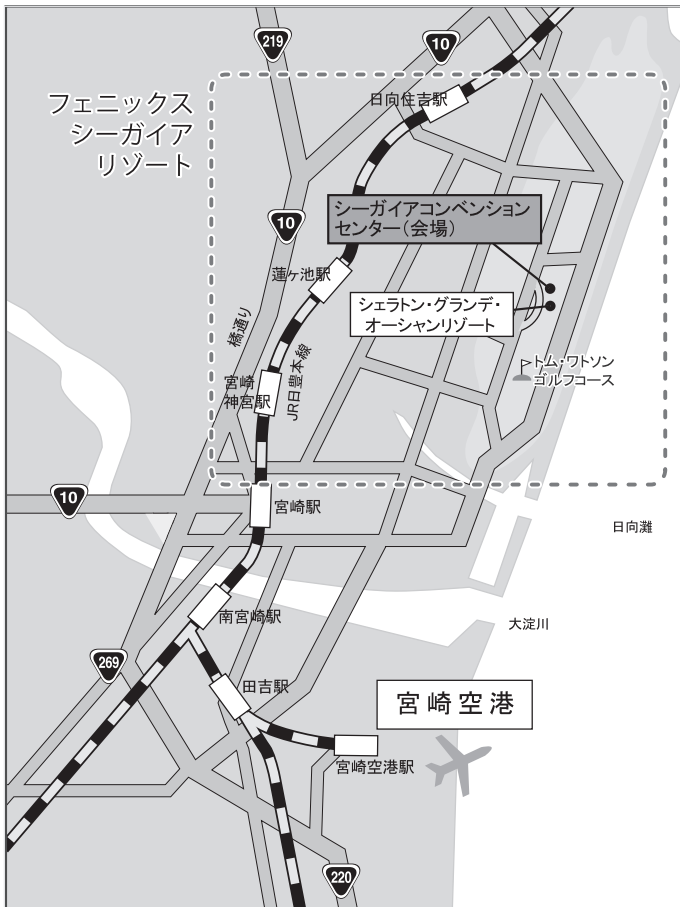 219
10
日向住吉駅
フェニックス
シーガイア
リゾート
シーガイアコンベンション
センター(会場)
10
蓮ヶ池駅
シェラトン・グランデ・
オーシャンリゾート
橘通り
JR日豊本線
トム・ワトソン
ゴルフコース
宮崎
神宮駅
10
宮崎駅
日向灘
南宮崎駅
大淀川
269
田吉駅
宮崎空港
宮崎空港駅
220